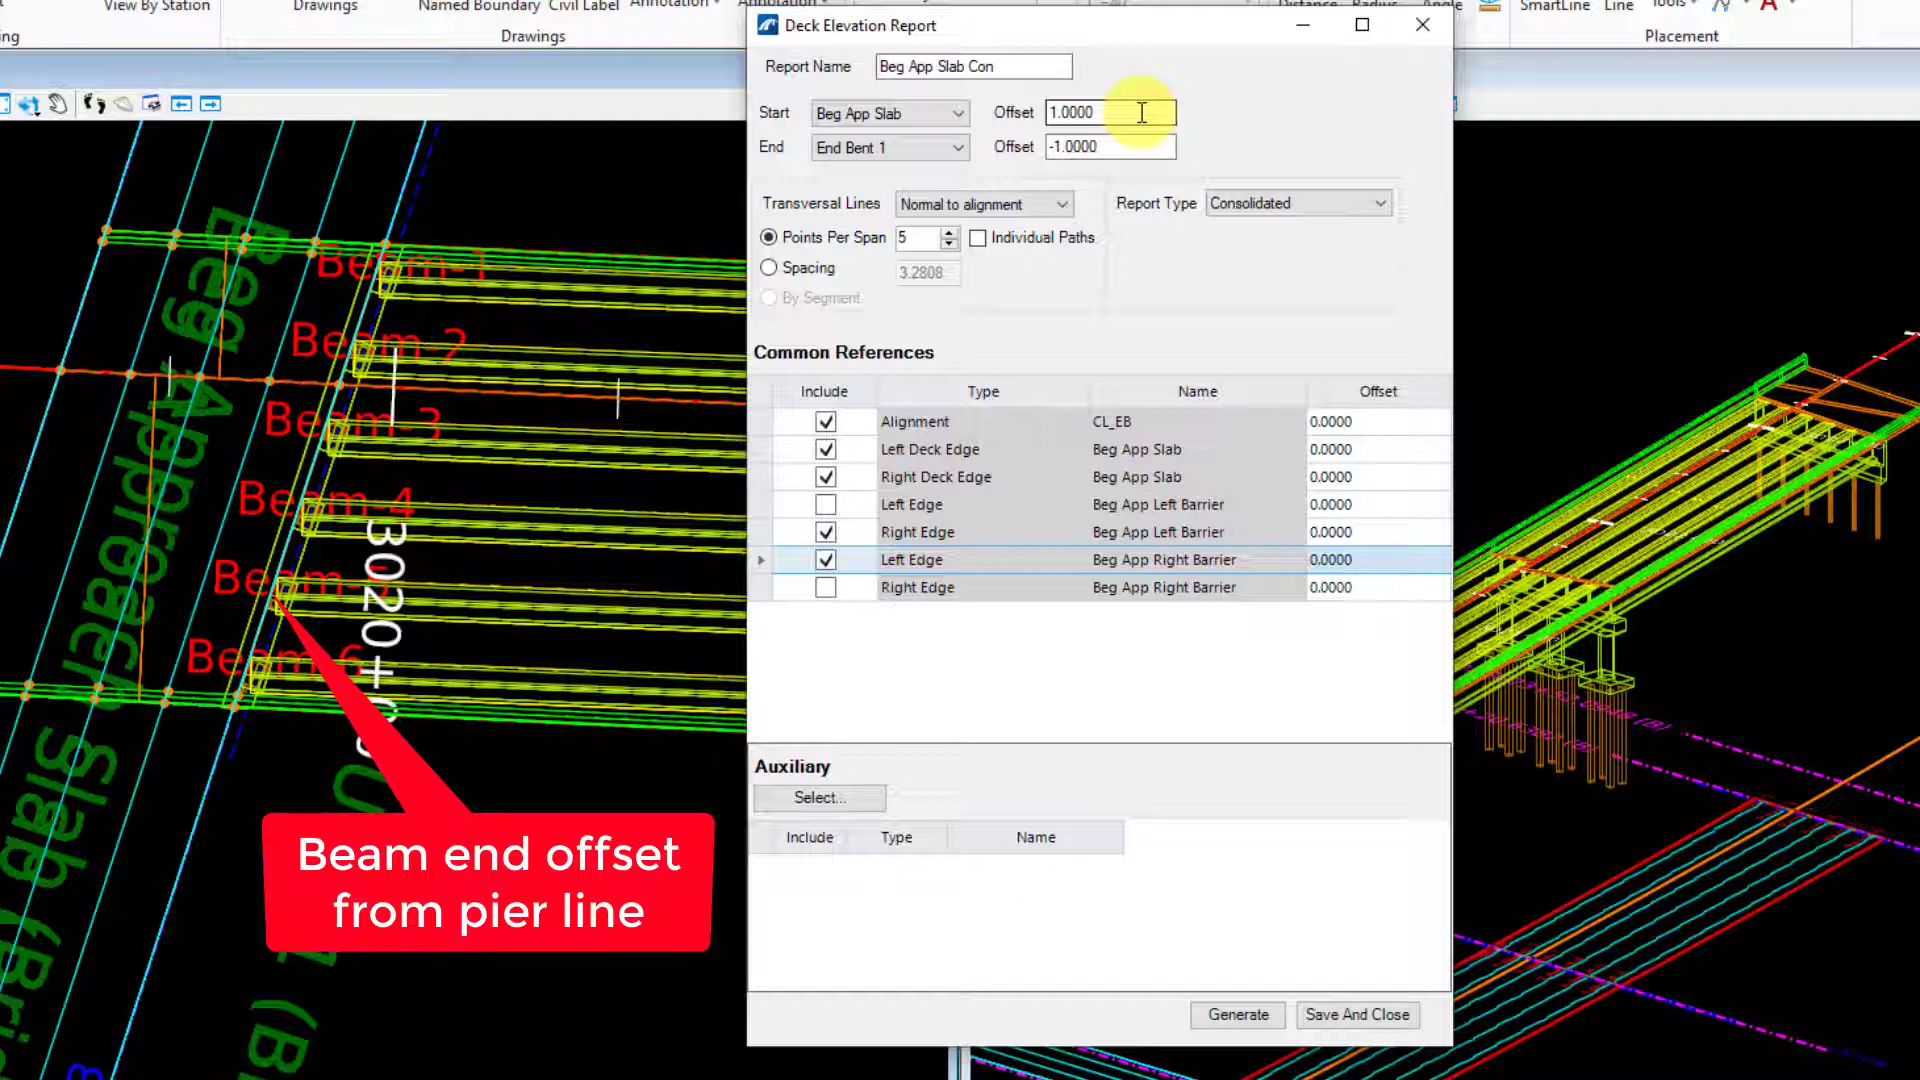 View By Station
Drawings
Named Boundary
Civil Label
Annotation
Drawings
SmartLine
Line
Tools
Placement
Deck Elevation Report
Report Name
Beg App Slab Con
Start
Beg App Slab
Offset
1.0000
End
End Bent 1
Offset
-1.0000
Transversal Lines
Normal to alignment
Report Type
Consolidated
Points Per Span
5
Individual Paths
Spacing
3.2808
By Segment
Common References
Include Type Name Offset
Alignment CL_EB 0.0000
Left Deck Edge Beg App Slab 0.0000
Right Deck Edge Beg App Slab 0.0000
Left Edge Beg App Left Barrier 0.0000
Right Edge Beg App Left Barrier 0.0000
Left Edge Beg App Right Barrier 0.0000
Right Edge Beg App Right Barrier 0.0000
Auxiliary
Select...
Include Type Name
Generate
Save And Close
Beam-1
Beam-2
Beam-3
Beam-4
Beam-5
Beam-6
Beg Approach Slab
Beam end offset
from pier line